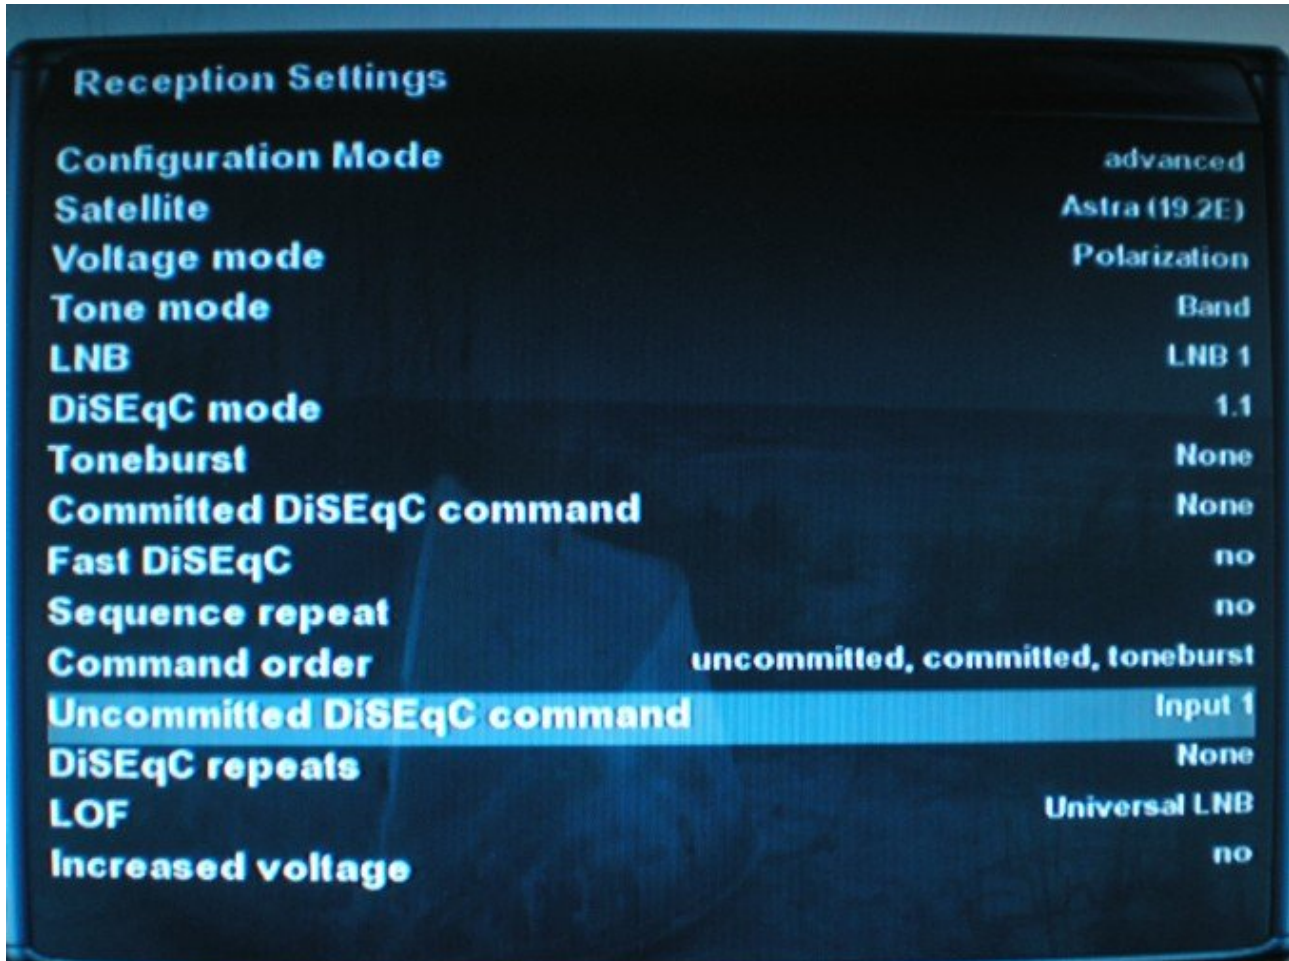 Reception Settings
Configuration Mode advanced
Satellite Astra (19.2E)
Voltage mode Polarization
Tone mode Band
LNB LNB 1
DiSEqC mode 1.1
Toneburst None
Committed DiSEqC command None
Fast DiSEqC no
Sequence repeat no
Command order uncommitted, committed, toneburst
Uncommitted DiSEqC command Input 1
DiSEqC repeats None
LOF Universal LNB
Increased voltage no